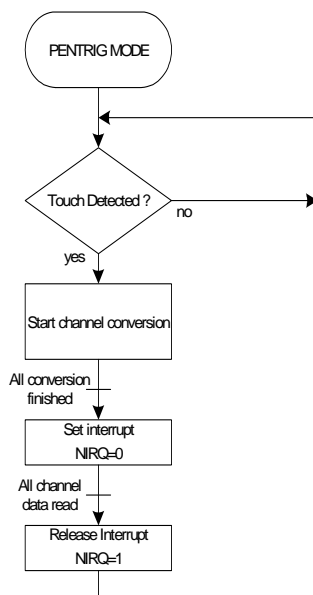 PENTRIG MODE
Touch Detected ?
no
yes
Start channel conversion
All conversion
finished
Set interrupt
NIRQ=0
All channel
data read
Release Interrupt
NIRQ=1